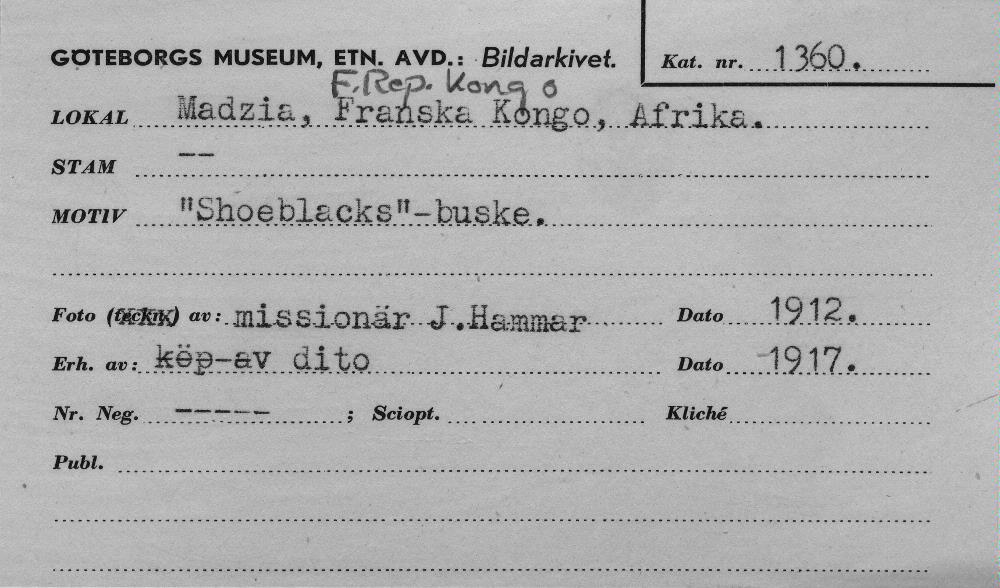 GÖTEBORGS MUSEUM, ETN. AVD.: Bildarkivet.
Kat. nr. 1360.
F.Rep. Kongo
LOKAL Madzia, Franska Kongo, Afrika.
STAM --
MOTIV "Shoeblacks"-buske.
Foto (teckn.) av: missionär J.Hammar Dato 1912.
Erh. av: köp av dito Dato 1917.
Nr. Neg. ----- ; Sciopt. Kliché
Publ.